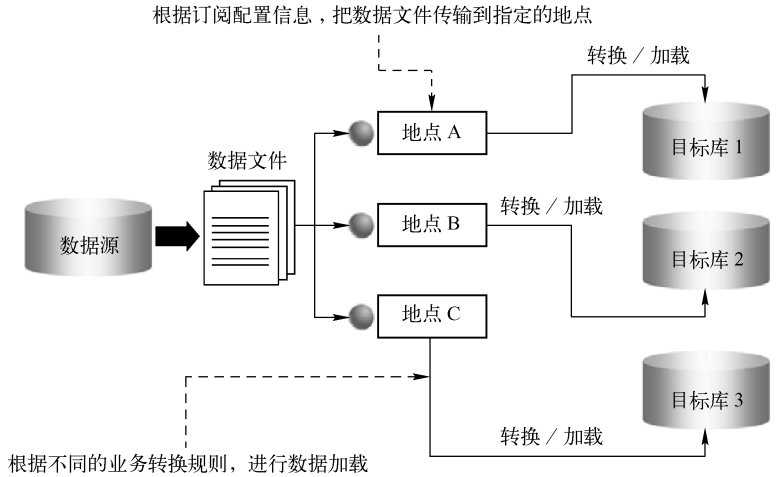 根据订阅配置信息，把数据文件传输到指定的地点
转换／加载
地点 A
目标库 1
数据文件
转换／加载
地点 B
数据源
目标库 2
地点 C
目标库 3
转换／加载
根据不同的业务转换规则，进行数据加载